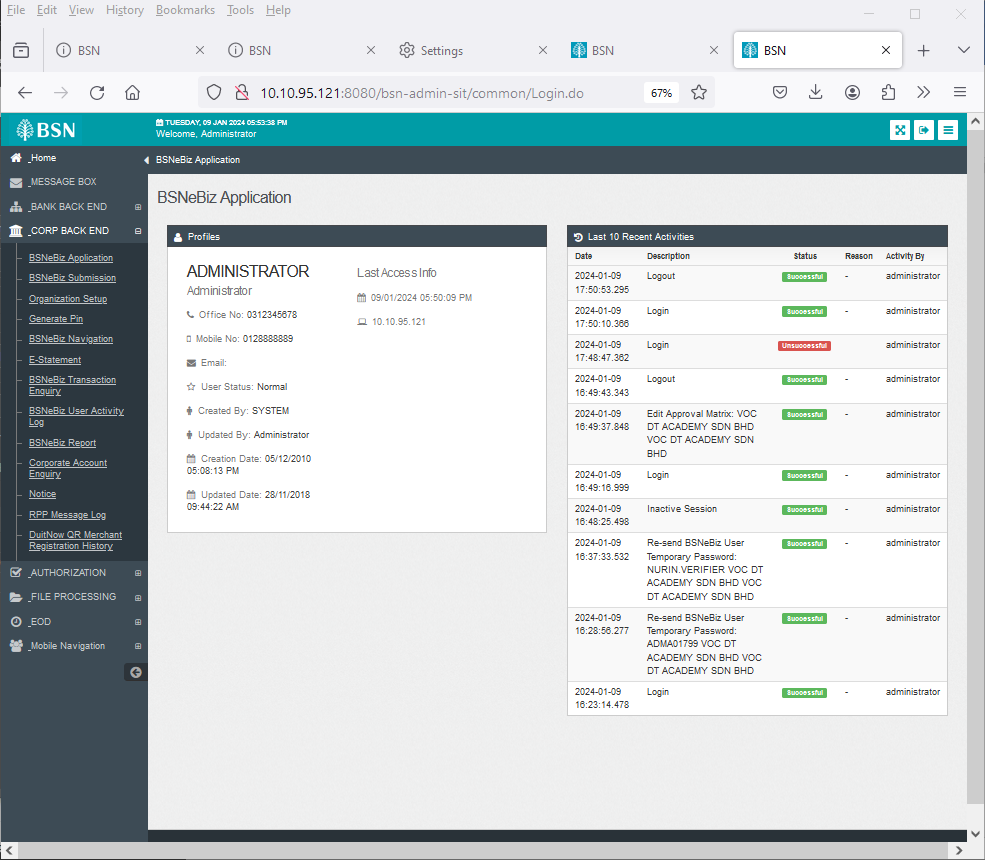 File Edit View History Bookmarks Tools Help
BSN
BSN
Settings
BSN
BSN
10.10.95.121:8080/bsn-admin-sit/common/Login.do
67%
BSN
TUESDAY, 09 JAN 2024 05:53:38 PM
Welcome, Administrator
Home
MESSAGE BOX
BANK BACK END
CORP BACK END
BSNeBiz Application
BSNeBiz Submission
Organization Setup
Generate Pin
BSNeBiz Navigation
E-Statement
BSNeBiz Transaction
Enquiry
BSNeBiz User Activity
Log
BSNeBiz Report
Corporate Account
Enquiry
Notice
RPP Message Log
DuitNow QR Merchant
Registration History
AUTHORIZATION
FILE PROCESSING
EOD
Mobile Navigation
BSNeBiz Application
BSNeBiz Application
Profiles
ADMINISTRATOR
Administrator
Office No: 0312345678
Mobile No: 0128888889
Email:
User Status: Normal
Created By: SYSTEM
Updated By: Administrator
Creation Date: 05/12/2010
05:08:13 PM
Updated Date: 28/11/2018
09:44:22 AM
Last Access Info
09/01/2024 05:50:09 PM
10.10.95.121
Last 10 Recent Activities
Date Description Status Reason Activity By
2024-01-09 Logout Successful - administrator
17:50:53.295
2024-01-09 Login Successful - administrator
17:50:10.366
2024-01-09 Login Unsuccessful administrator
17:48:47.362
2024-01-09 Logout Successful - administrator
16:49:43.343
2024-01-09 Edit Approval Matrix: VOC Successful - administrator
16:49:37.848 DT ACADEMY SDN BHD
VOC DT ACADEMY SDN
BHD
2024-01-09 Login Successful - administrator
16:49:16.999
2024-01-09 Inactive Session Successful - administrator
16:48:25.498
2024-01-09 Re-send BSNeBiz User Successful - administrator
16:37:33.532 Temporary Password:
NURIN.VERIFIER VOC DT
ACADEMY SDN BHD VOC
DT ACADEMY SDN BHD
2024-01-09 Re-send BSNeBiz User Successful - administrator
16:28:56.277 Temporary Password:
ADMA01799 VOC DT
ACADEMY SDN BHD VOC
DT ACADEMY SDN BHD
2024-01-09 Login Successful - administrator
16:23:14.478